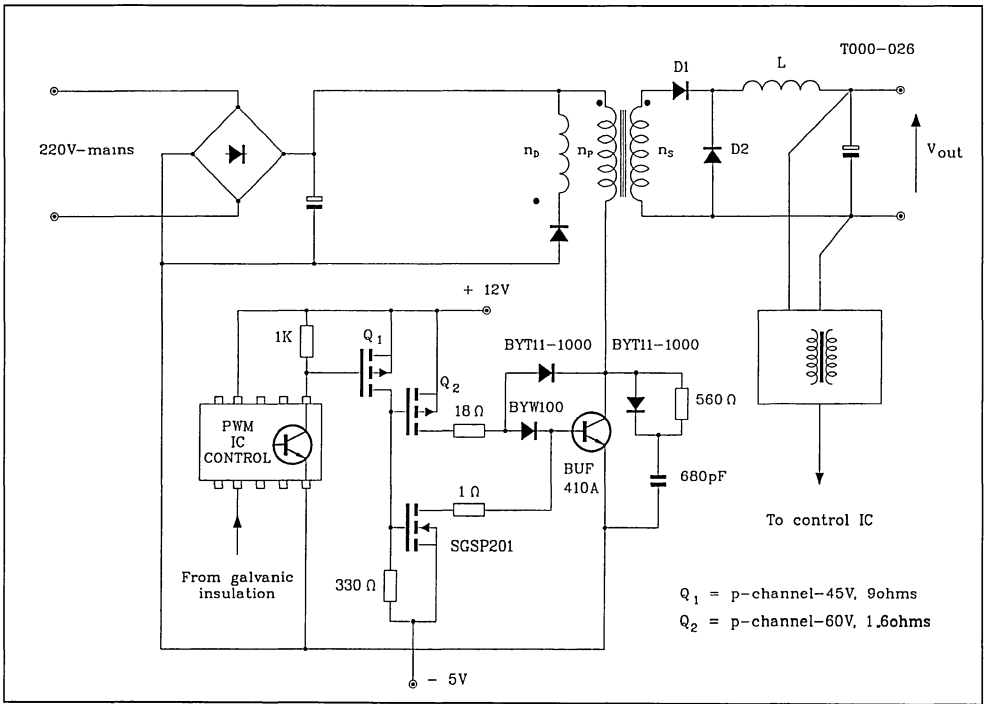 T000-026
D1
L
220V-mains
n_D
n_P
n_S
D2
V_out
+ 12V
1K
Q_1
BYT11-1000
BYT11-1000
Q_2
18 Ω
BYW100
560 Ω
PWM
IC
CONTROL
BUF
410A
680pF
1 Ω
To control IC
SGSP201
From galvanic
insulation
330 Ω
Q_1 = p-channel-45V, 9ohms
Q_2 = p-channel-60V, 1.6ohms
- 5V